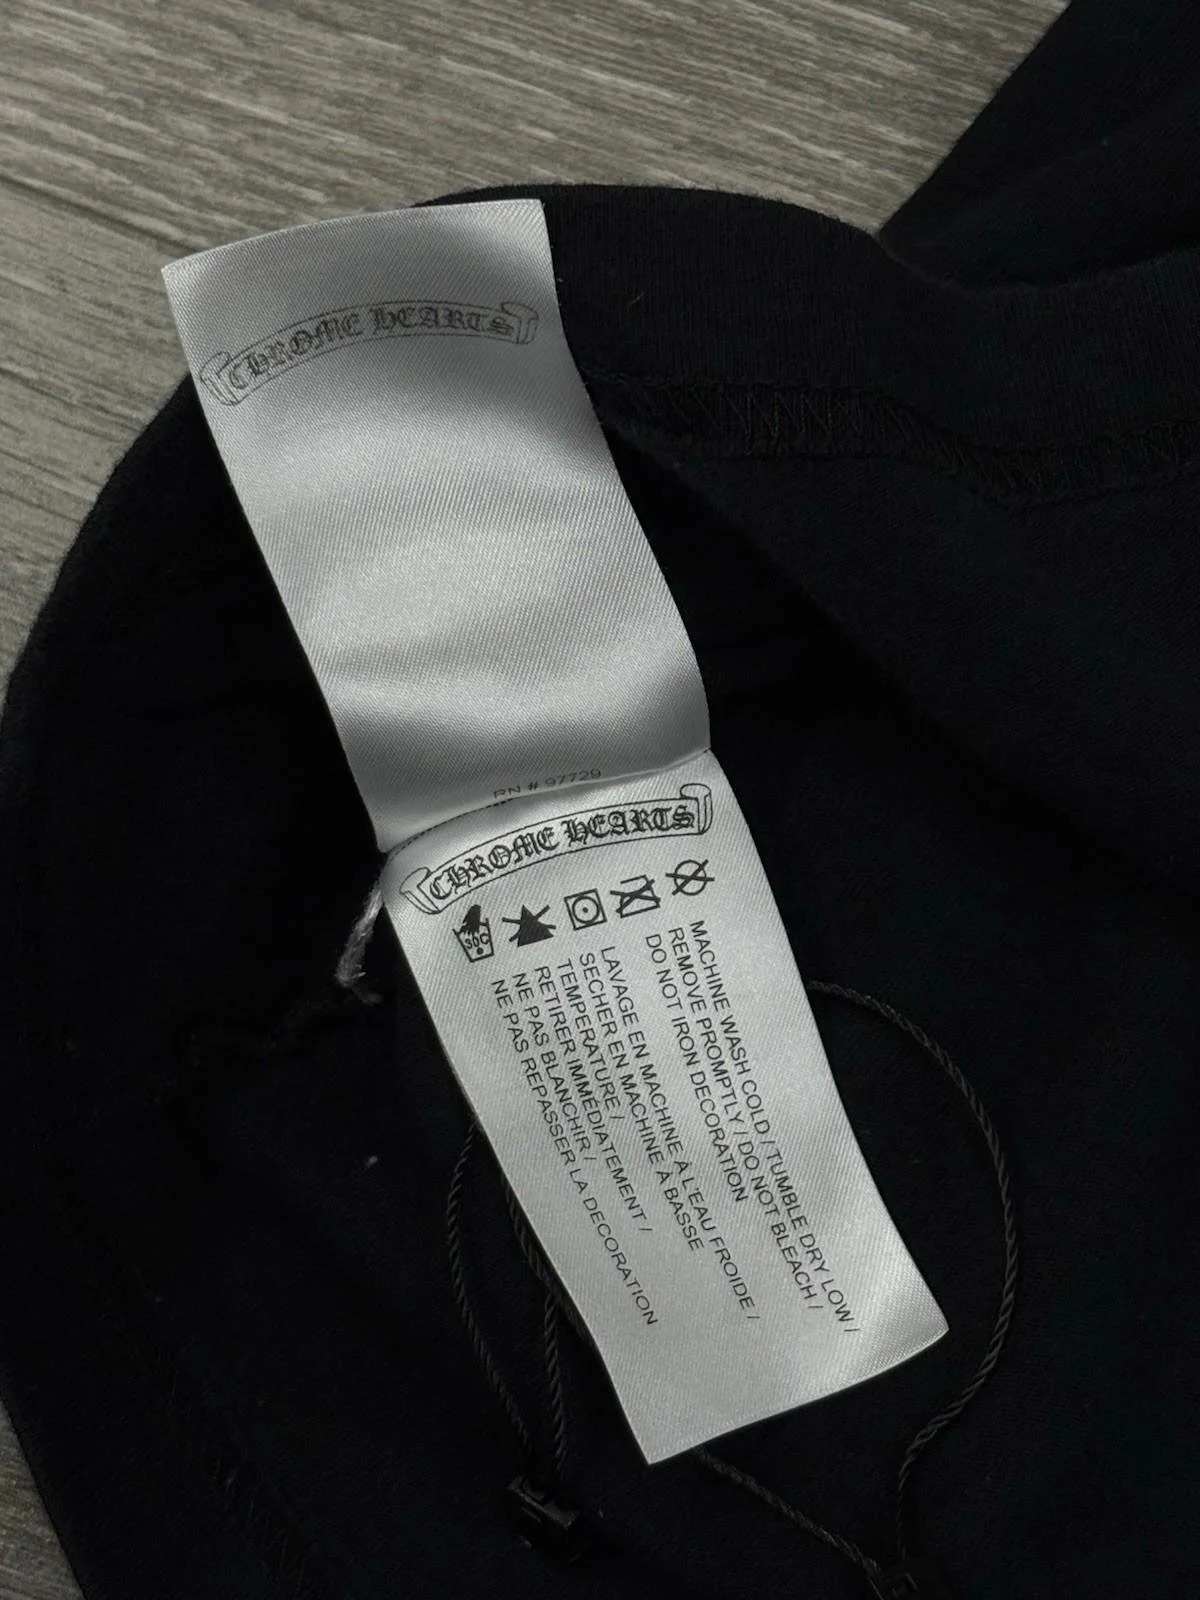 CHROME HEARTS
RN # 97729
CHROME HEARTS
30C
MACHINE WASH COLD / TUMBLE DRY LOW /
REMOVE PROMPTLY / DO NOT BLEACH /
DO NOT IRON DECORATION
LAVAGE EN MACHINE À L'EAU FROIDE /
SECHER EN MACHINE À BASSE
TEMPERATURE /
RETIRER IMMÉDIATEMENT /
NE PAS BLANCHIR /
NE PAS REPASSER LA DECORATION